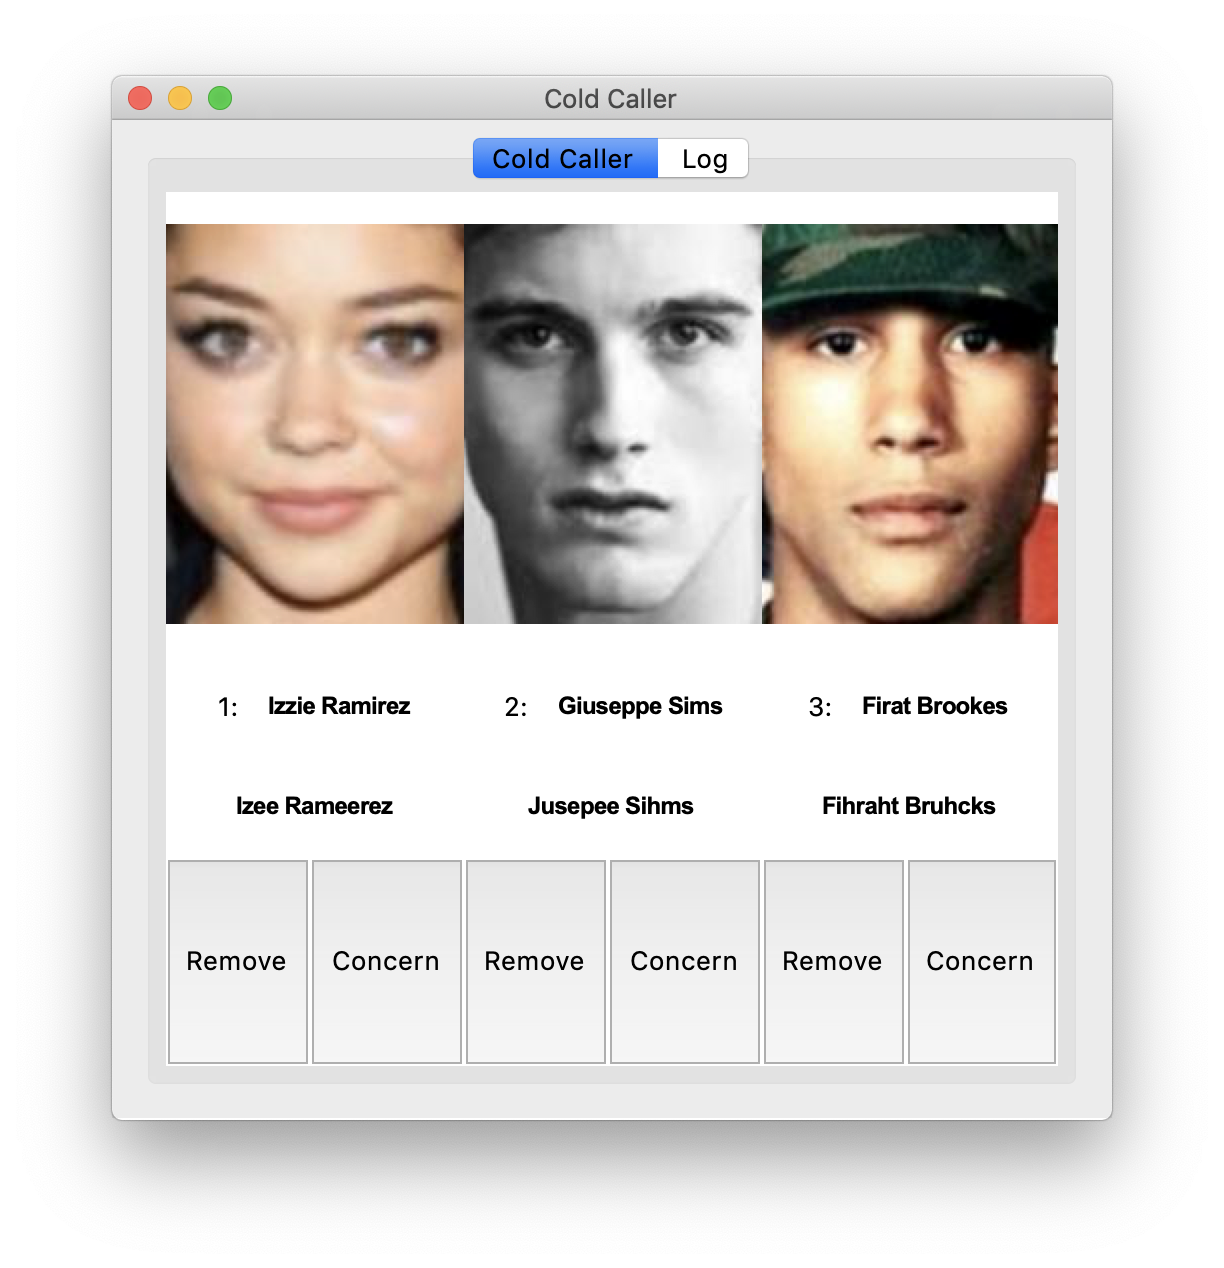 Cold Caller
Cold Caller Log
1: Izzie Ramirez 2: Giuseppe Sims 3: Firat Brookes
Izee Rameerez Jusepee Sihms Fihraht Bruhcks
Remove Concern Remove Concern Remove Concern